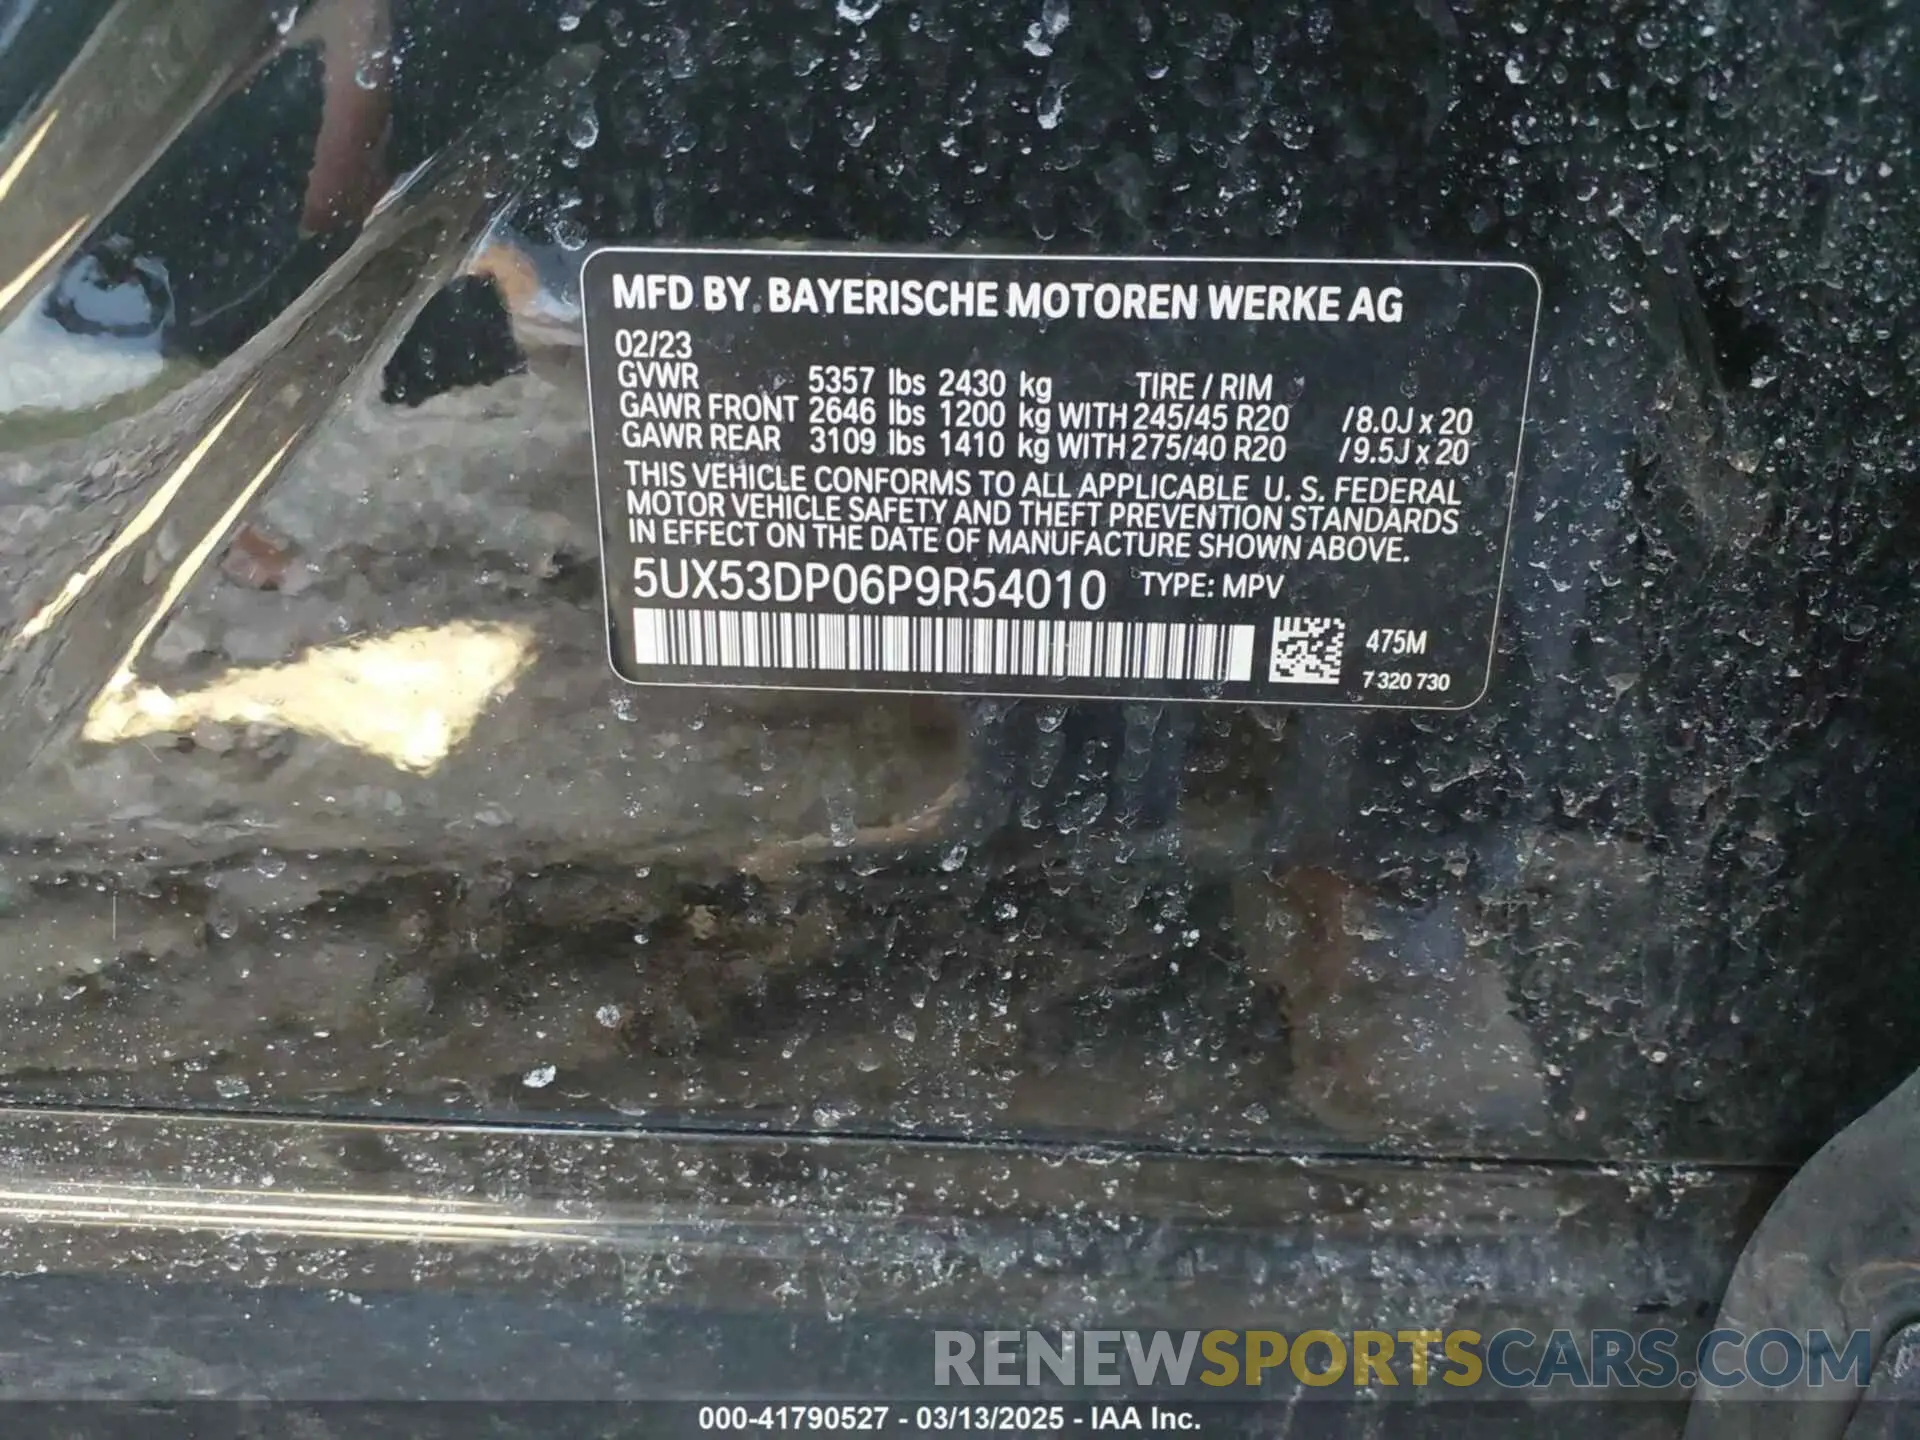 MFD BY BAYERISCHE MOTOREN WERKE AG
02/23
GVWR 5357 lbs 2430 kg TIRE / RIM
GAWR FRONT 2646 lbs 1200 kg WITH 245/45 R20 /8.0J x 20
GAWR REAR 3109 lbs 1410 kg WITH 275/40 R20 /9.5J x 20
THIS VEHICLE CONFORMS TO ALL APPLICABLE U. S. FEDERAL
MOTOR VEHICLE SAFETY AND THEFT PREVENTION STANDARDS
IN EFFECT ON THE DATE OF MANUFACTURE SHOWN ABOVE.
5UX53DP06P9R54010 TYPE: MPV
475M
7 320 730
RENEWSPORTSCARS.COM
000-41790527 - 03/13/2025 - IAA Inc.